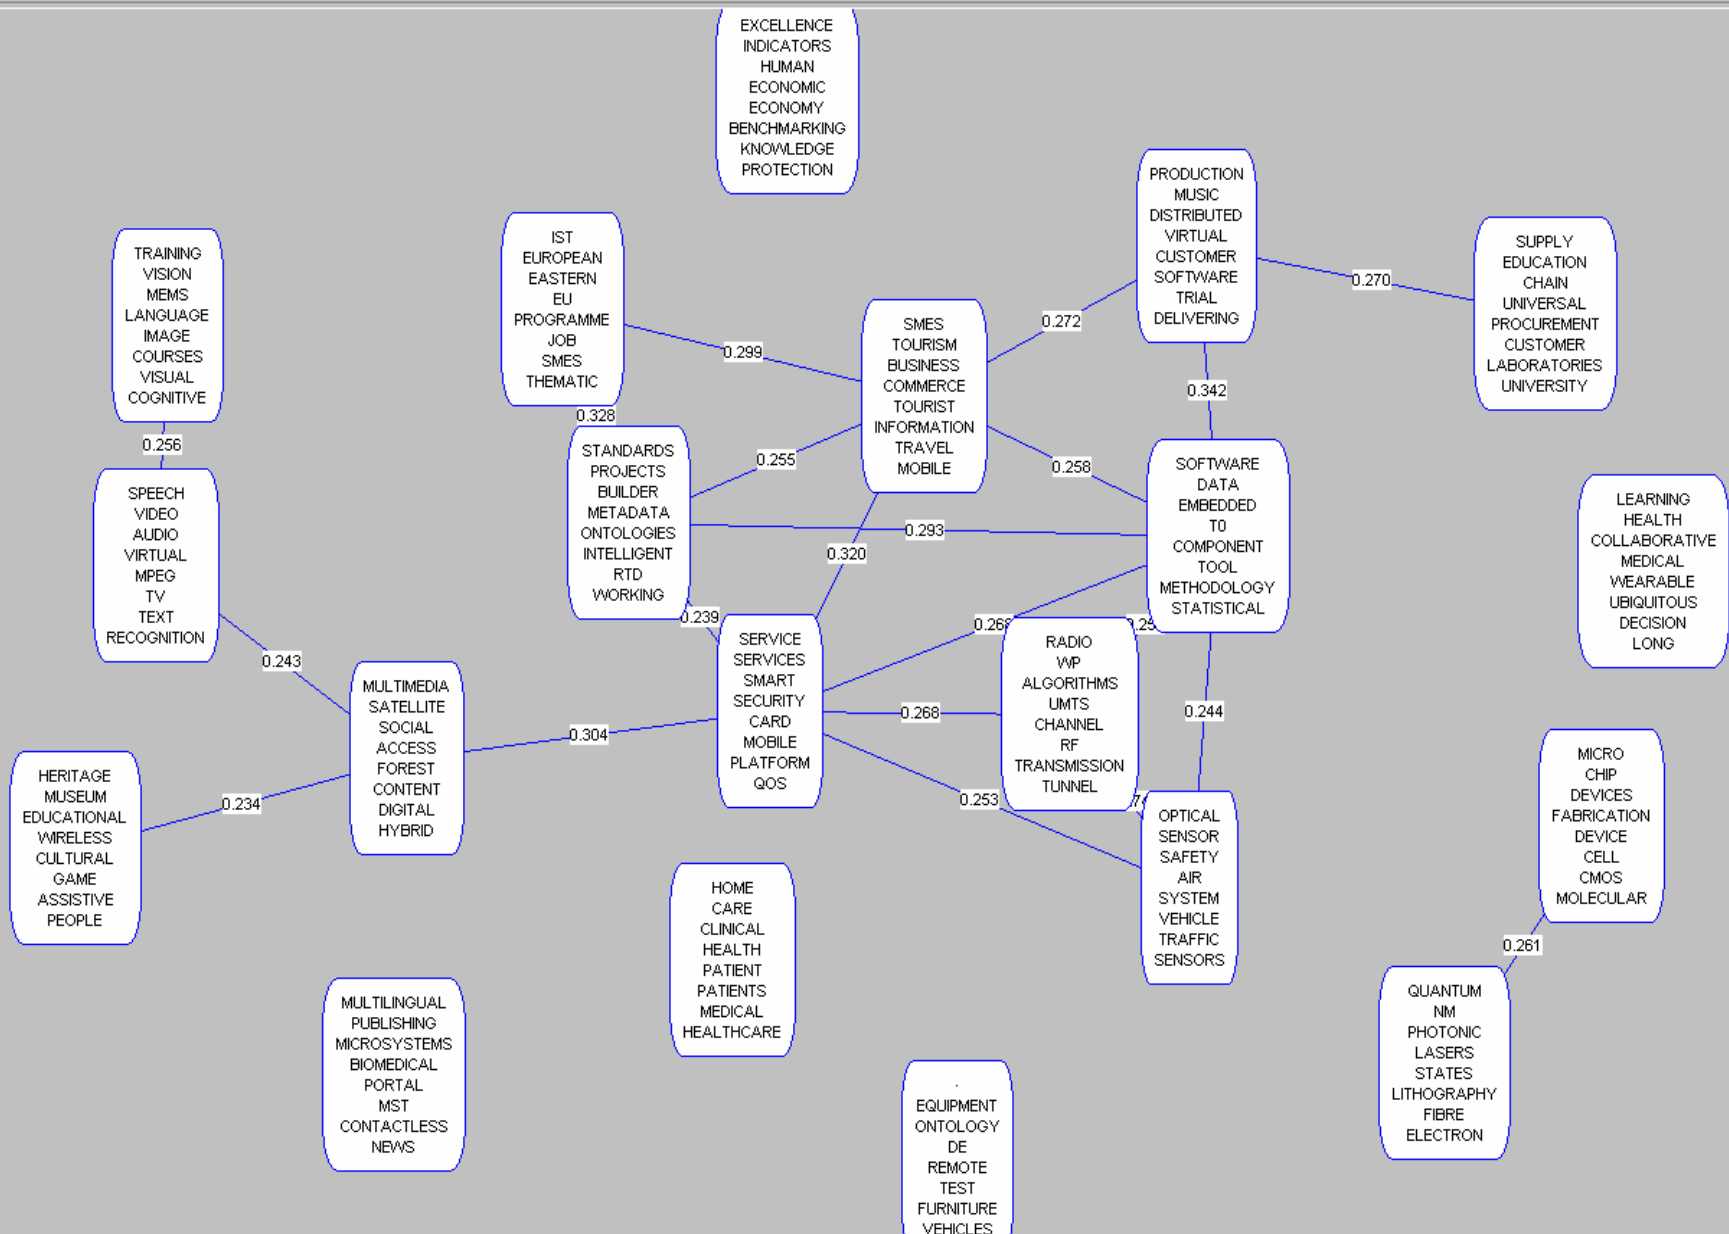 EXCELLENCE
INDICATORS
HUMAN
ECONOMIC
ECONOMY
BENCHMARKING
KNOWLEDGE
PROTECTION
PRODUCTION
MUSIC
DISTRIBUTED
VIRTUAL
CUSTOMER
SOFTWARE
TRIAL
DELIVERING
IST
EUROPEAN
EASTERN
EU
PROGRAMME
JOB
SMES
THEMATIC
SUPPLY
EDUCATION
CHAIN
UNIVERSAL
PROCUREMENT
CUSTOMER
LABORATORIES
UNIVERSITY
TRAINING
VISION
MEMS
LANGUAGE
IMAGE
COURSES
VISUAL
COGNITIVE
0.270
SMES
TOURISM
BUSINESS
COMMERCE
TOURIST
INFORMATION
TRAVEL
MOBILE
0.272
0.299
0.342
0.328
0.256
STANDARDS
PROJECTS
BUILDER
METADATA
ONTOLOGIES
INTELLIGENT
RTD
WORKING
0.255
0.258
SOFTWARE
DATA
EMBEDDED
T0
COMPONENT
TOOL
METHODOLOGY
STATISTICAL
SPEECH
VIDEO
AUDIO
VIRTUAL
MPEG
TV
TEXT
RECOGNITION
LEARNING
HEALTH
COLLABORATIVE
MEDICAL
WEARABLE
UBIQUITOUS
DECISION
LONG
0.293
0.320
0.239
SERVICE
SERVICES
SMART
SECURITY
CARD
MOBILE
PLATFORM
QOS
RADIO
WP
ALGORITHMS
UMTS
CHANNEL
RF
TRANSMISSION
TUNNEL
0.243
MULTIMEDIA
SATELLITE
SOCIAL
ACCESS
FOREST
CONTENT
DIGITAL
HYBRID
0.304
0.268
0.244
0.253
0.234
HERITAGE
MUSEUM
EDUCATIONAL
WIRELESS
CULTURAL
GAME
ASSISTIVE
PEOPLE
MICRO
CHIP
DEVICES
FABRICATION
DEVICE
CELL
CMOS
MOLECULAR
OPTICAL
SENSOR
SAFETY
AIR
SYSTEM
VEHICLE
TRAFFIC
SENSORS
HOME
CARE
CLINICAL
HEALTH
PATIENT
PATIENTS
MEDICAL
HEALTHCARE
0.261
QUANTUM
NM
PHOTONIC
LASERS
STATES
LITHOGRAPHY
FIBRE
ELECTRON
MULTILINGUAL
PUBLISHING
MICROSYSTEMS
BIOMEDICAL
PORTAL
MST
CONTACTLESS
NEWS
.
EQUIPMENT
ONTOLOGY
DE
REMOTE
TEST
FURNITURE
VEHICLES